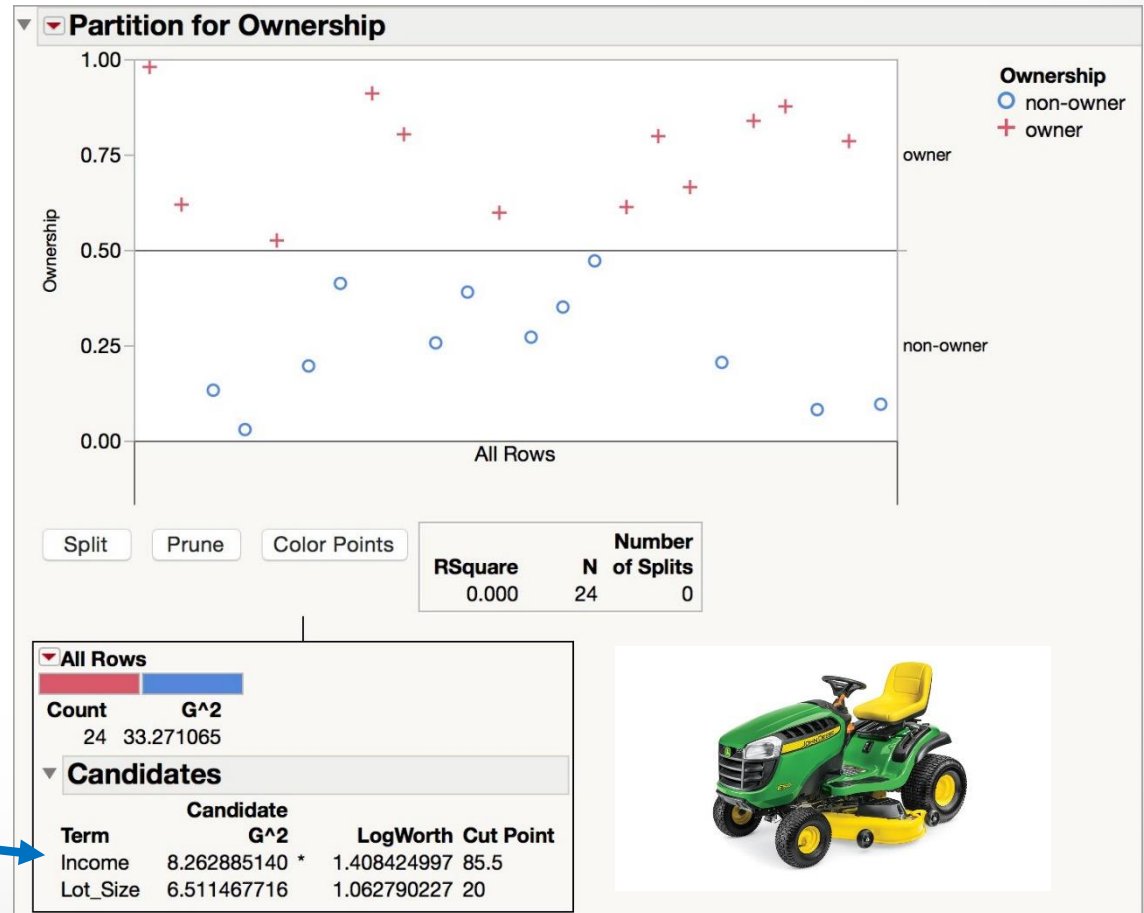 Partition for Ownership
1.00
0.75
0.50
0.25
0.00
Ownership
owner
non-owner
All Rows
Ownership
non-owner
owner
Split Prune Color Points
Number
RSquare N of Splits
0.000 24 0
All Rows
Count G^2
24 33.271065
Candidates
Candidate
Term G^2 LogWorth Cut Point
Income 8.262885140 * 1.408424997 85.5
Lot_Size 6.511467716 1.062790227 20
JOHN DEERE